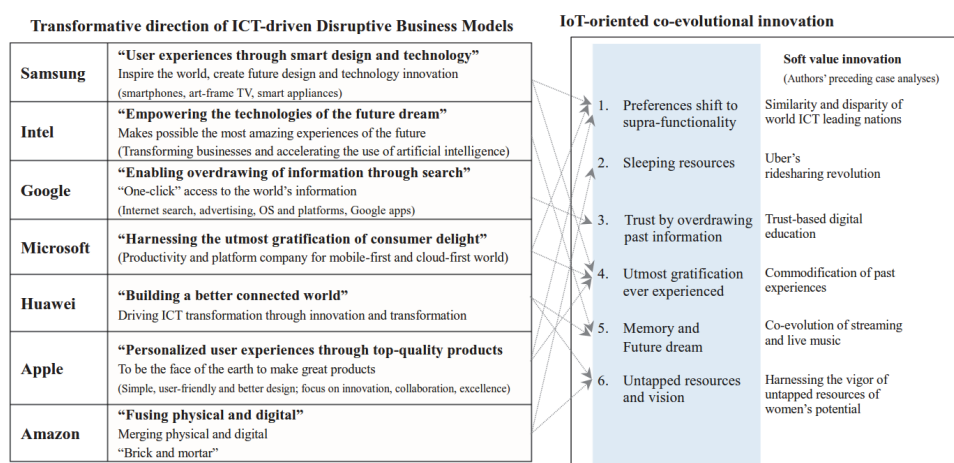 Transformative direction of ICT-driven Disruptive Business Models
Samsung
“User experiences through smart design and technology”
Inspire the world, create future design and technology innovation
(smartphones, art-frame TV, smart appliances)
Intel
“Empowering the technologies of the future dream”
Makes possible the most amazing experiences of the future
(Transforming businesses and accelerating the use of artificial intelligence)
Google
“Enabling overdrawing of information through search”
“One-click” access to the world’s information
(Internet search, advertising, OS and platforms, Google apps)
Microsoft
“Harnessing the utmost gratification of consumer delight”
(Productivity and platform company for mobile-first and cloud-first world)
Huawei
“Building a better connected world”
Driving ICT transformation through innovation and transformation
Apple
“Personalized user experiences through top-quality products
To be the face of the earth to make great products
(Simple, user-friendly and better design; focus on innovation, collaboration, excellence)
Amazon
“Fusing physical and digital”
Merging physical and digital
“Brick and mortar”
IoT-oriented co-evolutional innovation
Soft value innovation
(Authors’ preceding case analyses)
1. Preferences shift to
supra-functionality
Similarity and disparity of
world ICT leading nations
2. Sleeping resources
Uber’s
ridesharing revolution
3. Trust by overdrawing
past information
Trust-based digital
education
4. Utmost gratification
ever experienced
Commodification of past
experiences
5. Memory and
Future dream
Co-evolution of streaming
and live music
6. Untapped resources
and vision
Harnessing the vigor of
untapped resources of
women’s potential